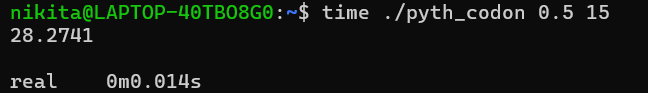 nikita@LAPTOP-40TBO8G0:~$ time ./pyth_codon 0.5 15
28.2741
real    0m0.014s